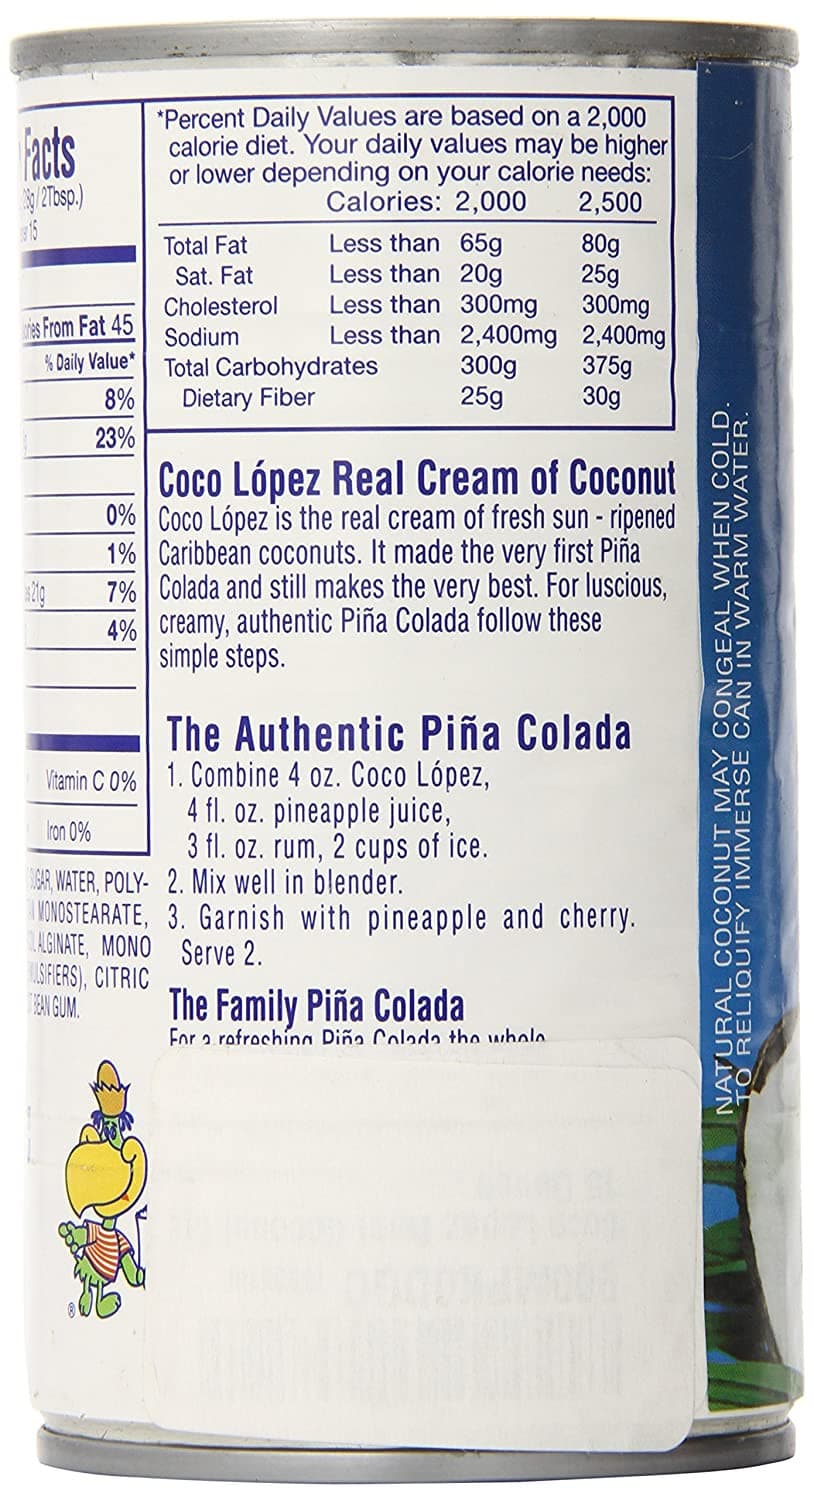 Facts
/ 2Tbsp.)
15
From Fat 45
% Daily Value*
8%
23%
0%
1%
21g 7%
4%
Vitamin C 0%
Iron 0%
SUGAR, WATER, POLY-
MONOSTEARATE,
ALGINATE, MONO
CITRIC
BEAN GUM.
®
*Percent Daily Values are based on a 2,000
calorie diet. Your daily values may be higher
or lower depending on your calorie needs:
Calories: 2,000 2,500
Total Fat Less than 65g 80g
Sat. Fat Less than 20g 25g
Cholesterol Less than 300mg 300mg
Sodium Less than 2,400mg 2,400mg
Total Carbohydrates 300g 375g
Dietary Fiber 25g 30g
Coco López Real Cream of Coconut
Coco López is the real cream of fresh sun - ripened
Caribbean coconuts. It made the very first Piña
Colada and still makes the very best. For luscious,
creamy, authentic Piña Colada follow these
simple steps.
The Authentic Piña Colada
1. Combine 4 oz. Coco López,
4 fl. oz. pineapple juice,
3 fl. oz. rum, 2 cups of ice.
2. Mix well in blender.
3. Garnish with pineapple and cherry.
Serve 2.
The Family Piña Colada
For a refreshing Piña Colada the whole
NATURAL COCONUT MAY CONGEAL WHEN COLD.
TO RELIQUIFY IMMERSE CAN IN WARM WATER.